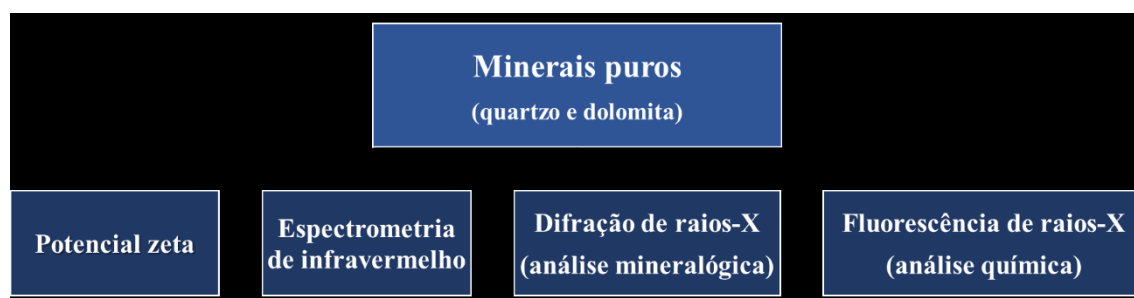 Minerais puros
(quartzo e dolomita)
Potencial zeta
Espectrometria
de infravermelho
Difração de raios-X
(análise mineralógica)
Fluorescência de raios-X
(análise química)